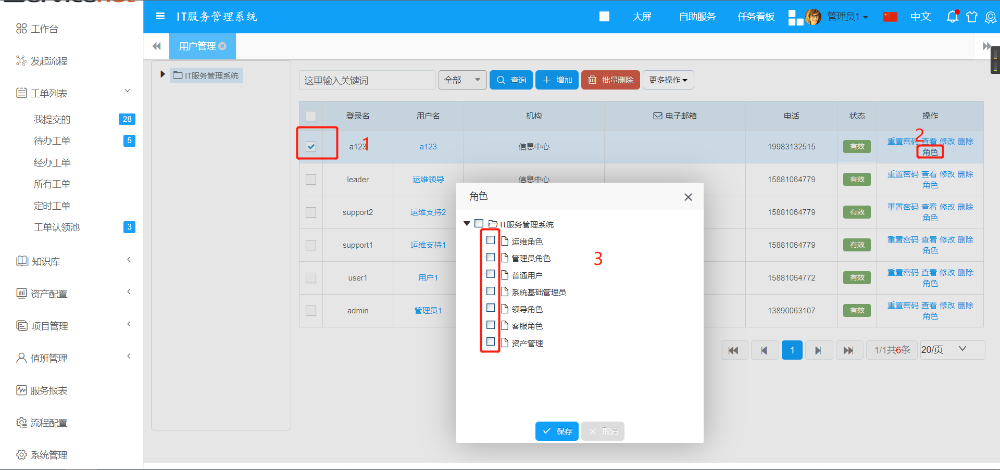 IT服务管理系统
大屏
自助服务
任务看板
管理员1
中文
工作台
发起流程
工单列表
我提交的 28
待办工单 5
经办工单
所有工单
定时工单
工单认领池 3
知识库
资产配置
项目管理
值班管理
服务报表
流程配置
系统管理
用户管理
IT服务管理系统
这里输入关键词 全部 查询 增加 批量删除 更多操作
登录名 用户名 机构 电子邮箱 电话 状态 操作
a123 a123 信息中心 19983132515 有效 重置密码 查看 修改 删除
角色
1
2
leader 运维领导 信息中心 15881064779 有效 重置密码 查看 修改 删除
角色
support2 运维支持2 15881064779 有效 重置密码 查看 修改 删除
角色
support1 运维支持1 15881064779 有效 重置密码 查看 修改 删除
角色
user1 用户1 15881064772 有效 重置密码 查看 修改 删除
角色
admin 管理员1 13890063107 有效 重置密码 查看 修改 删除
角色
1 1/1共6条 20/页
角色
IT服务管理系统
运维角色
管理员角色
普通用户
系统基础管理员
领导角色
客服角色
资产管理
3
保存 取消